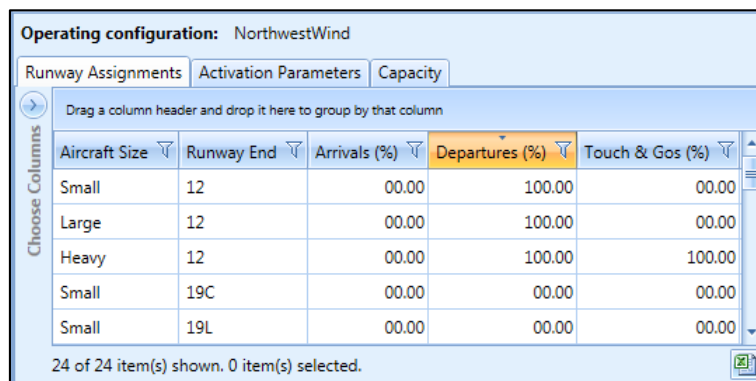 Operating configuration: NorthwestWind
Runway Assignments Activation Parameters Capacity
Drag a column header and drop it here to group by that column
Choose Columns
Aircraft Size Runway End Arrivals (%) Departures (%) Touch & Gos (%)
Small 12 00.00 100.00 00.00
Large 12 00.00 100.00 00.00
Heavy 12 00.00 100.00 100.00
Small 19C 00.00 00.00 00.00
Small 19L 00.00 00.00 00.00
24 of 24 item(s) shown. 0 item(s) selected.